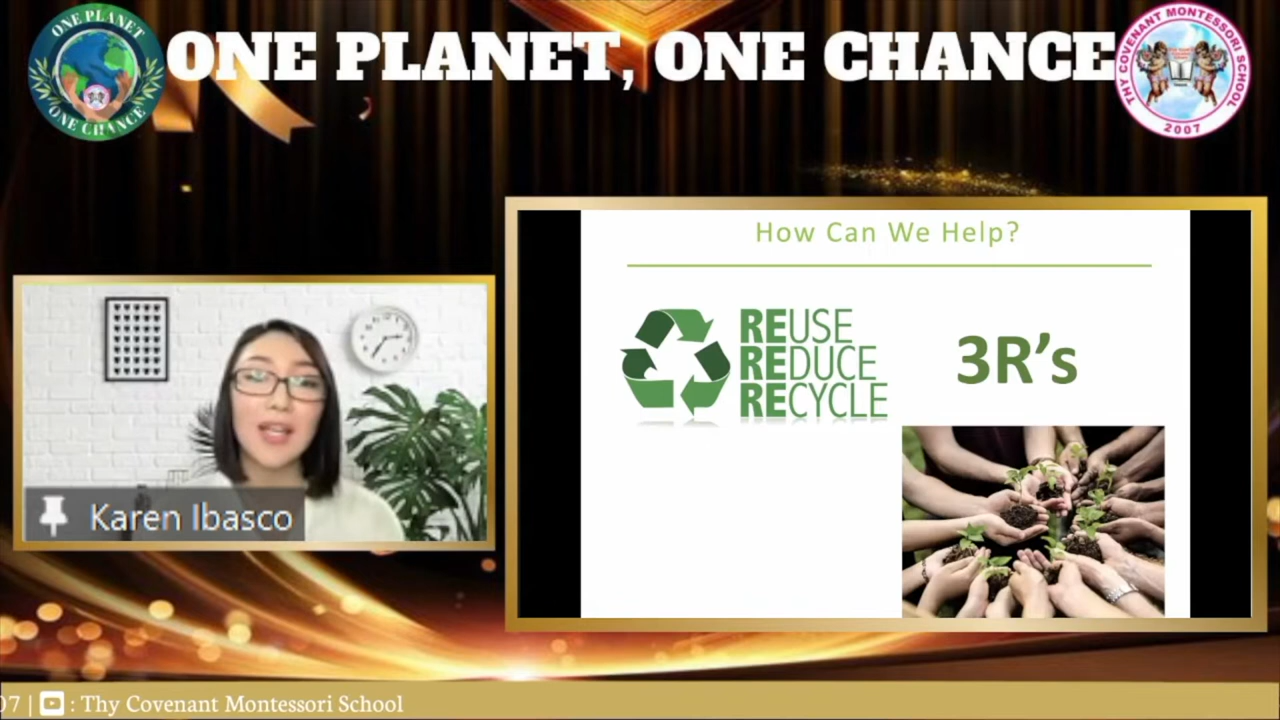 ONE PLANET
ONE CHANCE
ONE PLANET, ONE CHANCE
THY COVENANT MONTESSORI SCHOOL
2007
How Can We Help?
REUSE
REDUCE
RECYCLE
3R's
Karen Ibasco
07 | : Thy Covenant Montessori School